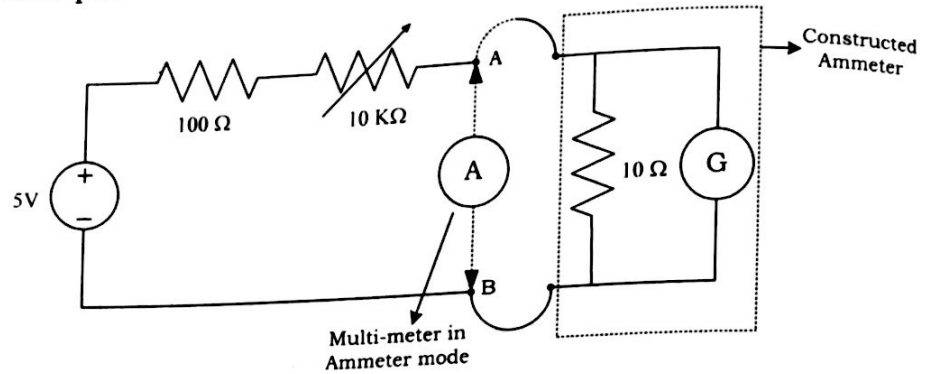 A
Constructed
Ammeter
100 Ω
10 KΩ
5V
+
−
A
10 Ω
G
B
Multi-meter in
Ammeter mode